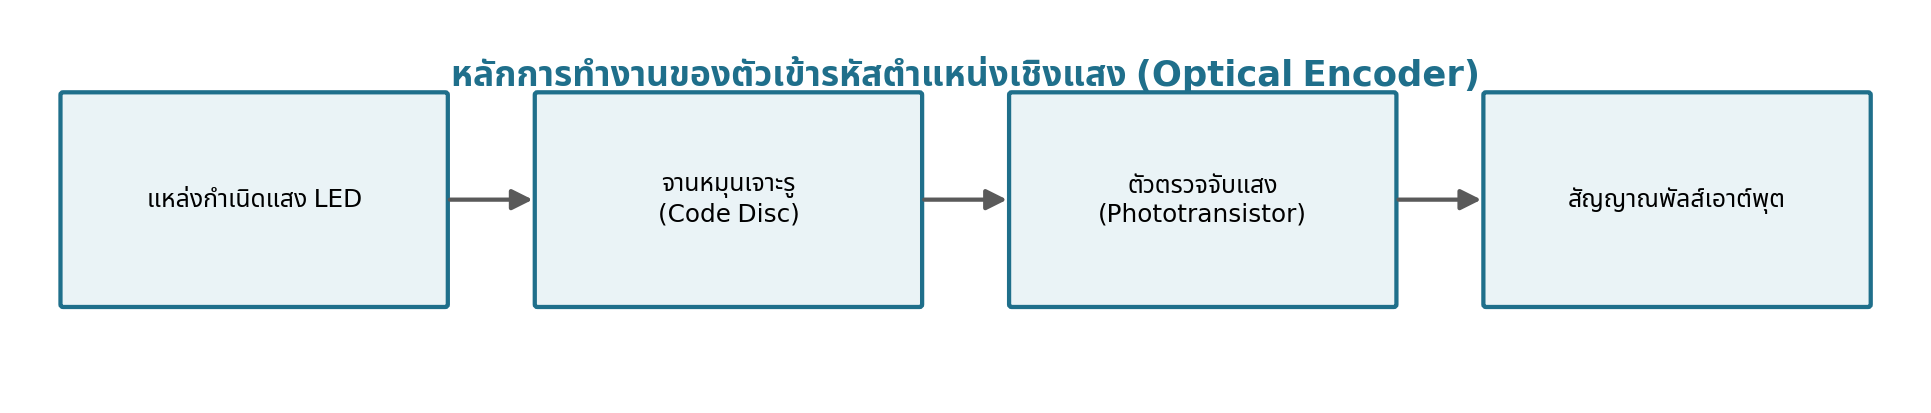 หลักการทำงานของตัวเข้ารหัสตำแหน่งเชิงแสง (Optical Encoder)
แหล่งกำเนิดแสง LED
จานหมุนเจาะรู
(Code Disc)
ตัวตรวจจับแสง
(Phototransistor)
สัญญาณพัลส์เอาต์พุต